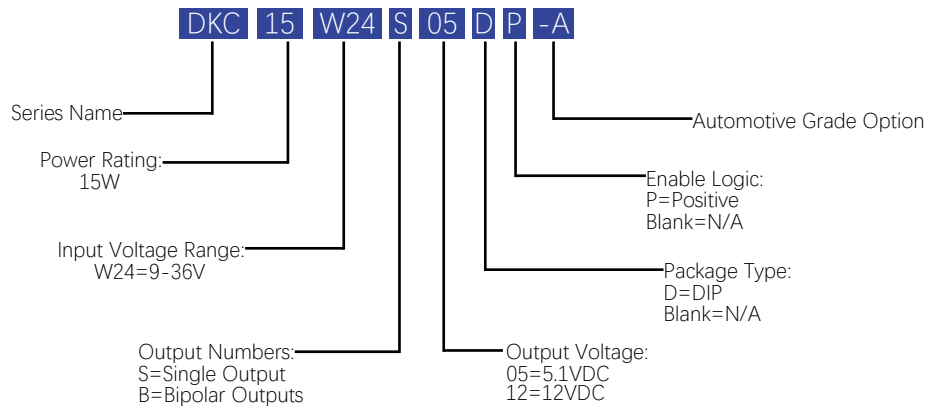 DKC 15 W24 S 05 D P -A
Series Name
Automotive Grade Option
Power Rating:
15W
Enable Logic:
P=Positive
Blank=N/A
Input Voltage Range:
W24=9-36V
Package Type:
D=DIP
Blank=N/A
Output Numbers:
S=Single Output
B=Bipolar Outputs
Output Voltage:
05=5.1VDC
12=12VDC